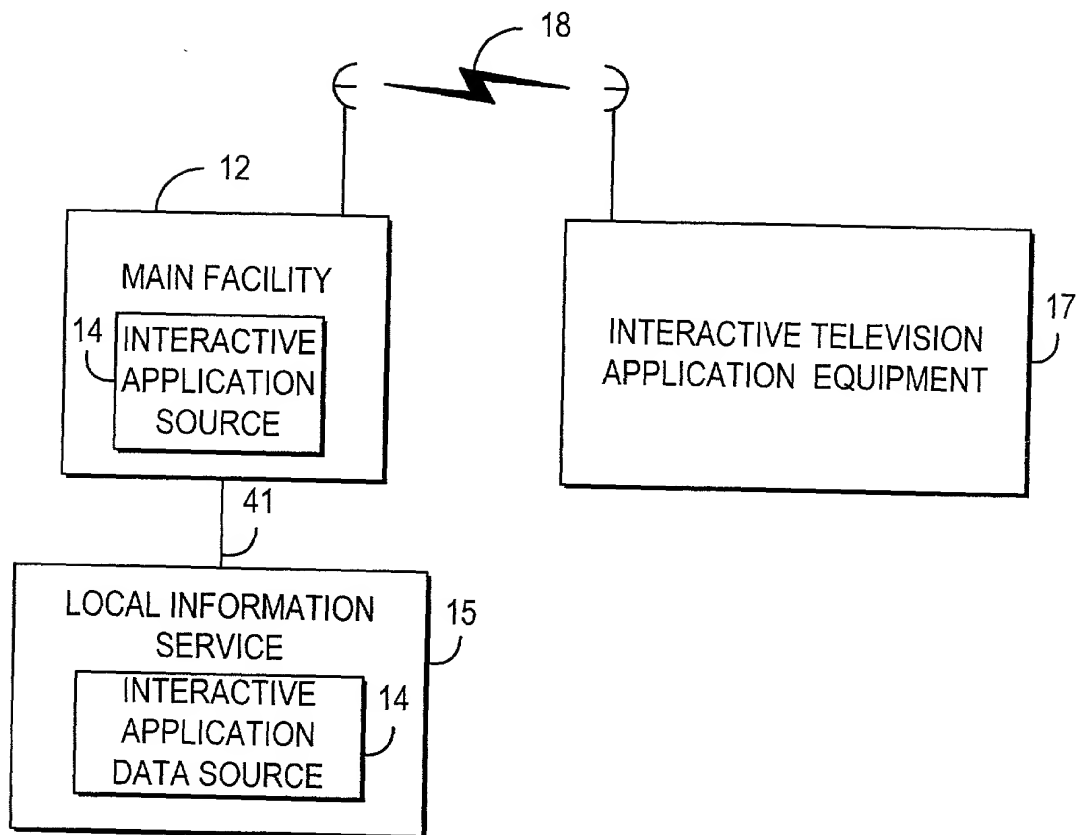 18
12
MAIN FACILITY
14
INTERACTIVE
APPLICATION
SOURCE
INTERACTIVE TELEVISION
APPLICATION EQUIPMENT
17
41
LOCAL INFORMATION
SERVICE
15
INTERACTIVE
APPLICATION
DATA SOURCE
14